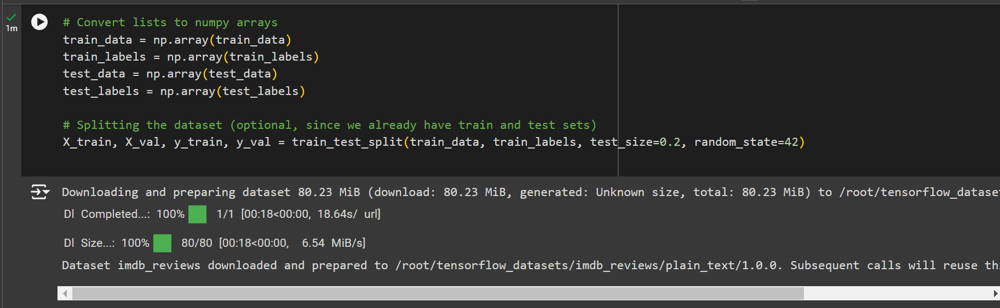 1m
# Convert lists to numpy arrays
train_data = np.array(train_data)
train_labels = np.array(train_labels)
test_data = np.array(test_data)
test_labels = np.array(test_labels)
# Splitting the dataset (optional, since we already have train and test sets)
X_train, X_val, y_train, y_val = train_test_split(train_data, train_labels, test_size=0.2, random_state=42)
Downloading and preparing dataset 80.23 MiB (download: 80.23 MiB, generated: Unknown size, total: 80.23 MiB) to /root/tensorflow_dataset
Dl Completed...: 100% 1/1 [00:18<00:00, 18.64s/ url]
Dl Size...: 100% 80/80 [00:18<00:00, 6.54 MiB/s]
Dataset imdb_reviews downloaded and prepared to /root/tensorflow_datasets/imdb_reviews/plain_text/1.0.0. Subsequent calls will reuse